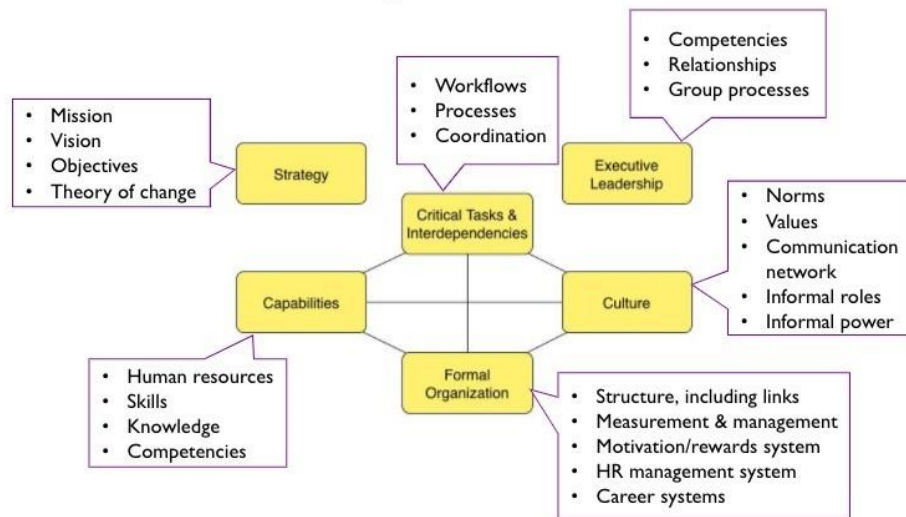 • Competencies
• Relationships
• Group processes
• Workflows
• Processes
• Coordination
• Mission
• Vision
• Objectives
• Theory of change
Strategy
Executive
Leadership
Critical Tasks &
Interdependencies
• Norms
• Values
• Communication
network
• Informal roles
• Informal power
Capabilities
Culture
• Human resources
• Skills
• Knowledge
• Competencies
Formal
Organization
• Structure, including links
• Measurement & management
• Motivation/rewards system
• HR management system
• Career systems